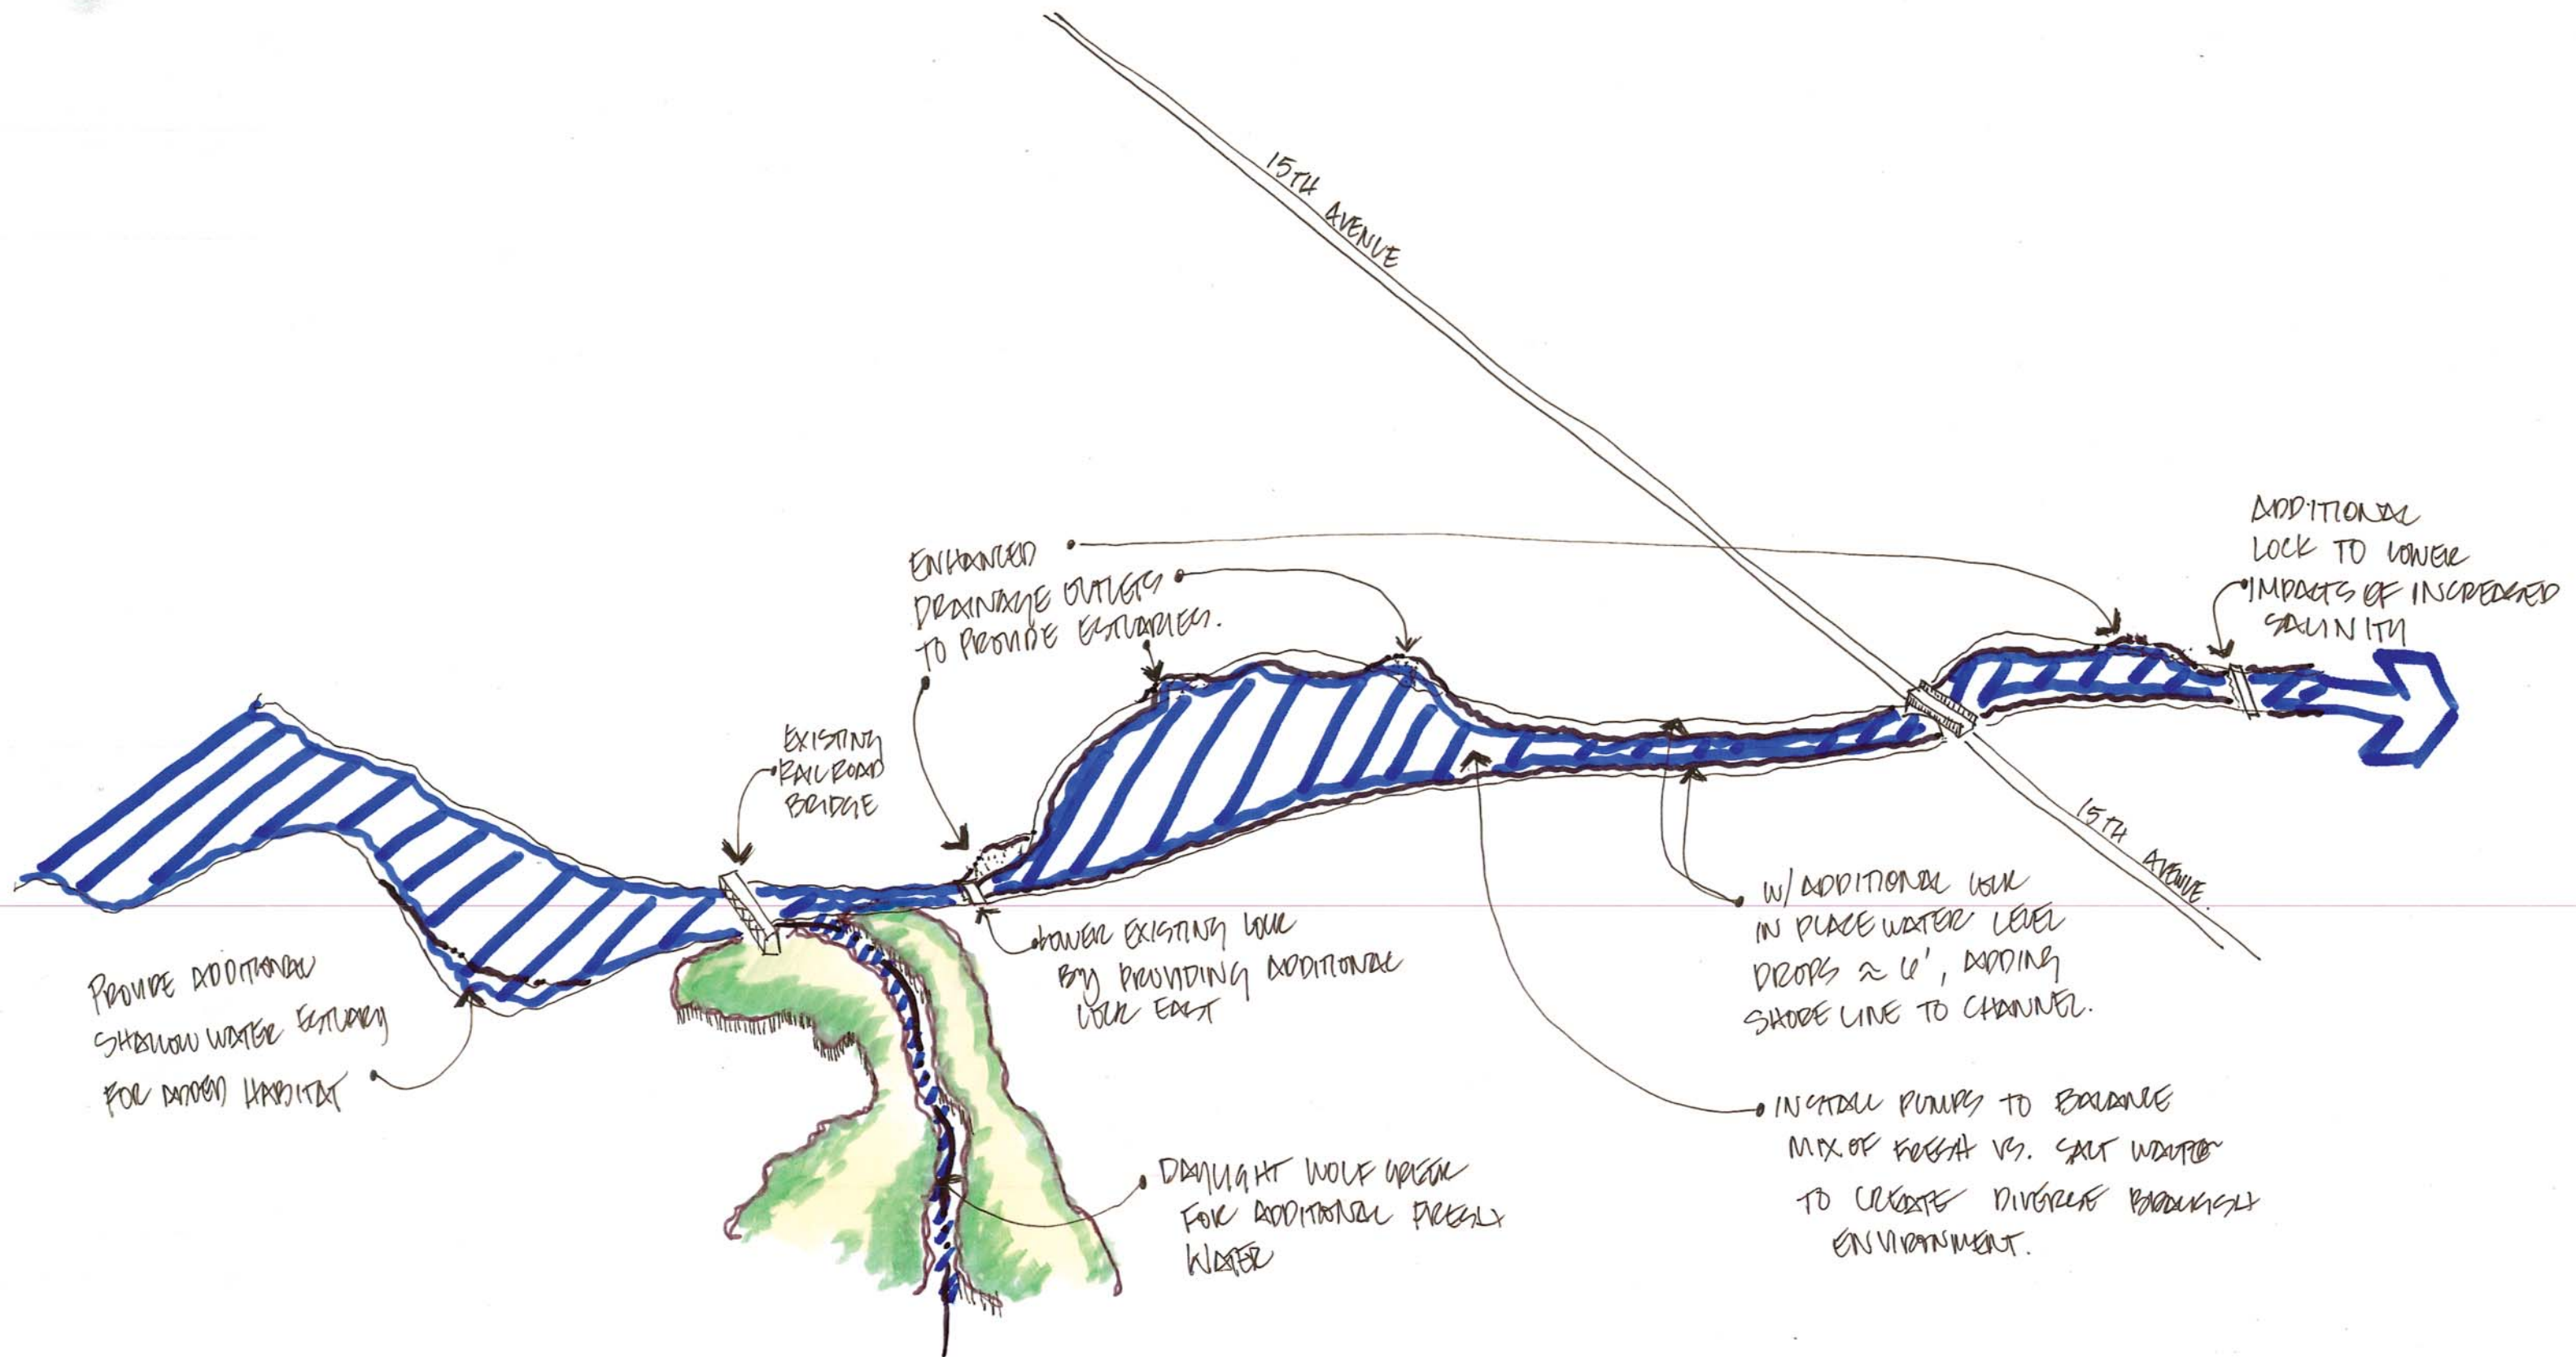 15TH AVENUE
ADDITIONAL
LOCK TO LOWER
IMPACTS OF INCREASED
SALINITY
ENHANCED
DRAINAGE OUTLETS
TO PROVIDE ESTUARIES.
EXISTING
RAILROAD
BRIDGE
15TH AVENUE.
W/ ADDITIONAL LOCK
IN PLACE WATER LEVEL
DROPS ≈ 6', ADDING
SHORE LINE TO CHANNEL.
LOWER EXISTING LOCK
BY PROVIDING ADDITIONAL
LOCK EAST
PROVIDE ADDITIONAL
SHALLOW WATER ESTUARY
FOR ADDED HABITAT
INSTALL PUMPS TO BALANCE
MIX OF FRESH VS. SALT WATER
TO CREATE DIVERSE BRACKISH
ENVIRONMENT.
DAYLIGHT WOLF CREEK
FOR ADDITIONAL FRESH
WATER